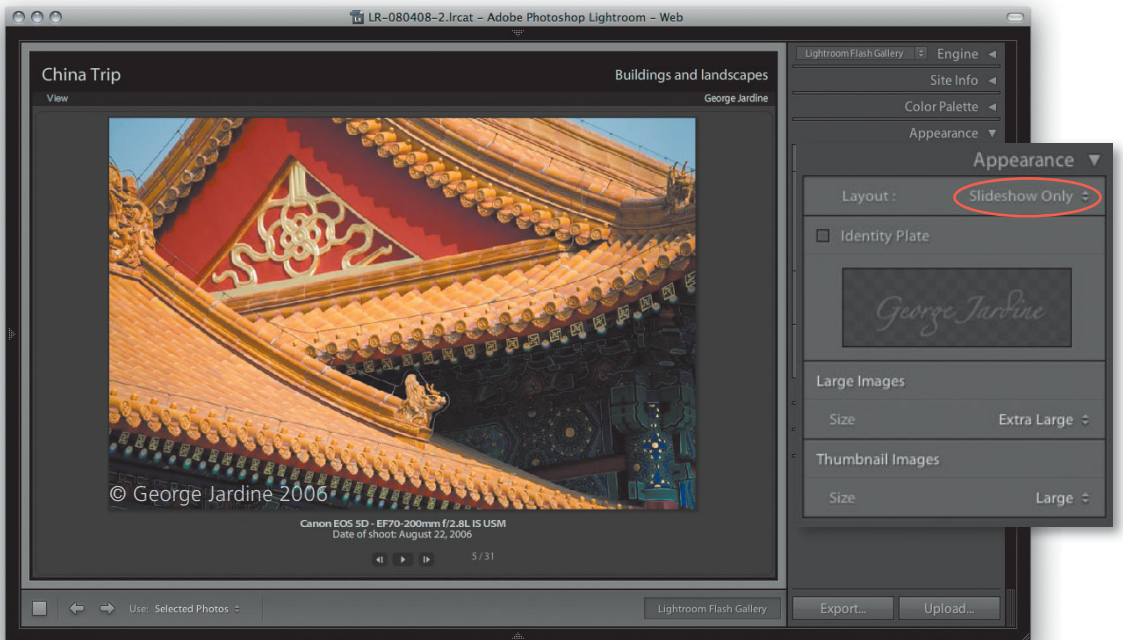 LR-080408-2.lrcat – Adobe Photoshop Lightroom – Web
China Trip
Buildings and landscapes
View
George Jardine
© George Jardine 2006
Canon EOS 5D - EF70-200mm f/2.8L IS USM
Date of shoot: August 22, 2006
5/31
Lightroom Flash Gallery
Engine
Site Info
Color Palette
Appearance
Appearance
Layout :
Slideshow Only
Identity Plate
George Jardine
Large Images
Size
Extra Large
Thumbnail Images
Size
Large
Use: Selected Photos
Lightroom Flash Gallery
Export...
Upload...